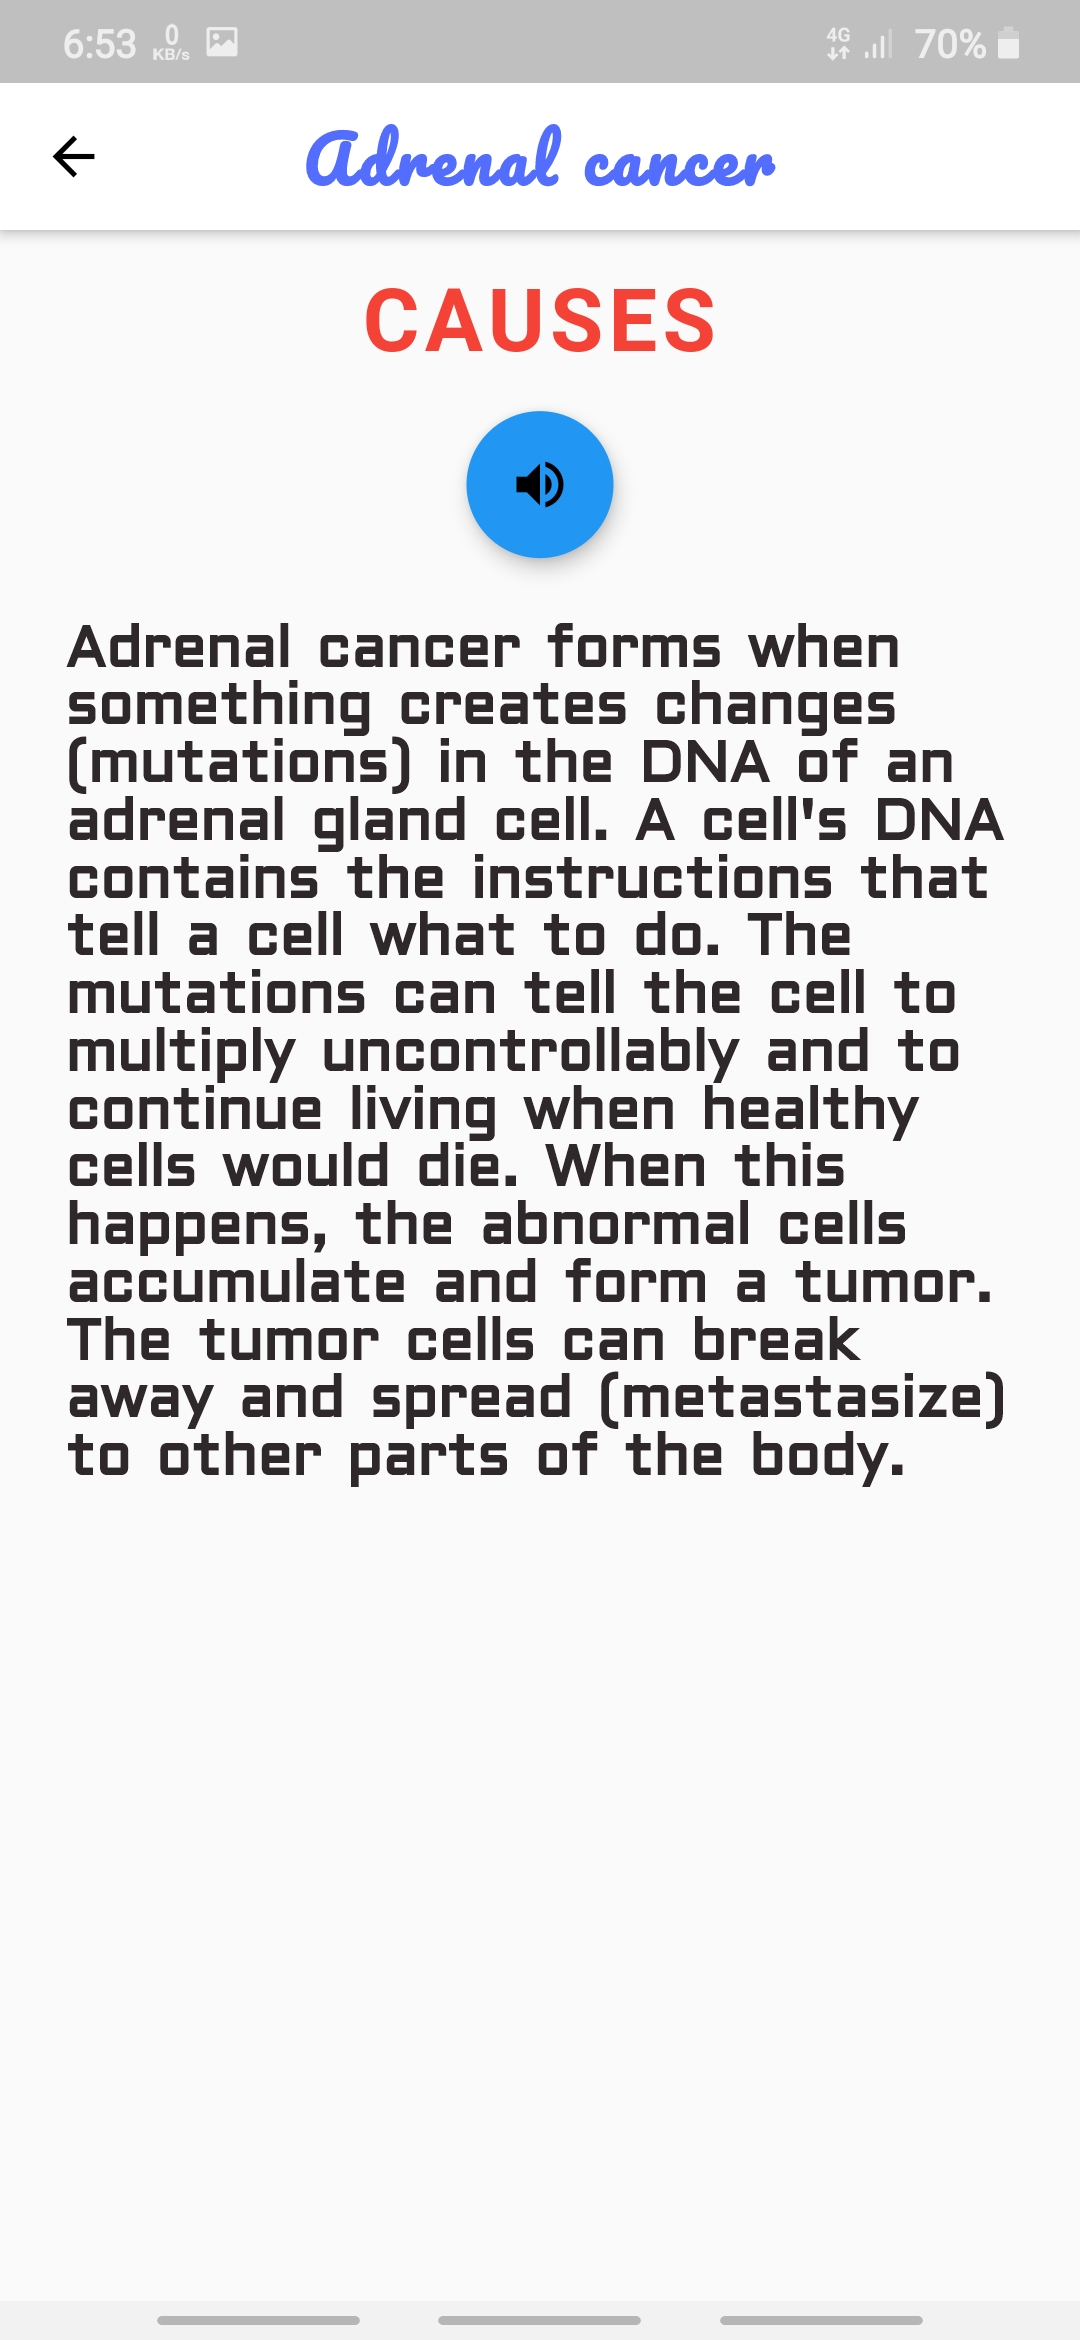 6:53 0 KB/s 4G 70%
Adrenal cancer
CAUSES
Adrenal cancer forms when
something creates changes
(mutations) in the DNA of an
adrenal gland cell. A cell's DNA
contains the instructions that
tell a cell what to do. The
mutations can tell the cell to
multiply uncontrollably and to
continue living when healthy
cells would die. When this
happens, the abnormal cells
accumulate and form a tumor.
The tumor cells can break
away and spread (metastasize)
to other parts of the body.